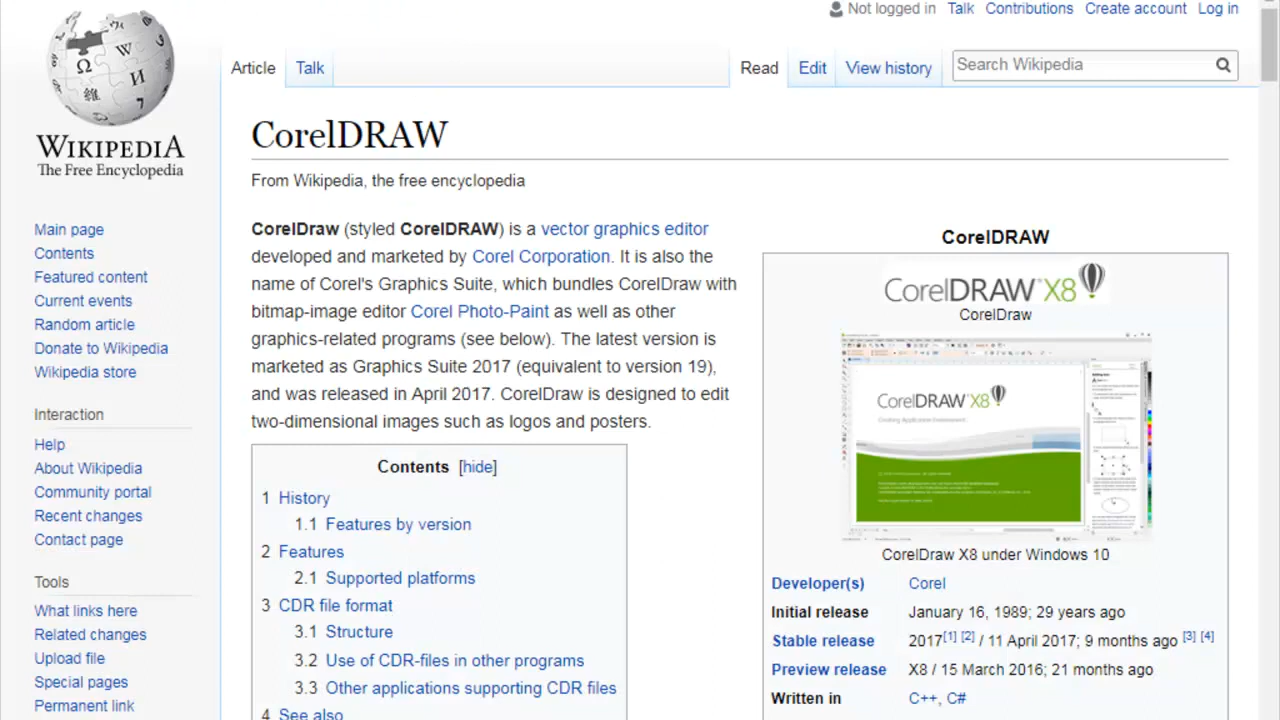 Not logged in Talk Contributions Create account Log in
Article Talk Read Edit View history Search Wikipedia
WIKIPEDIA
The Free Encyclopedia
Main page
Contents
Featured content
Current events
Random article
Donate to Wikipedia
Wikipedia store
Interaction
Help
About Wikipedia
Community portal
Recent changes
Contact page
Tools
What links here
Related changes
Upload file
Special pages
Permanent link
CorelDRAW
From Wikipedia, the free encyclopedia
CorelDraw (styled CorelDRAW) is a vector graphics editor
developed and marketed by Corel Corporation. It is also the
name of Corel's Graphics Suite, which bundles CorelDraw with
bitmap-image editor Corel Photo-Paint as well as other
graphics-related programs (see below). The latest version is
marketed as Graphics Suite 2017 (equivalent to version 19),
and was released in April 2017. CorelDraw is designed to edit
two-dimensional images such as logos and posters.
Contents [hide]
1 History
1.1 Features by version
2 Features
2.1 Supported platforms
3 CDR file format
3.1 Structure
3.2 Use of CDR-files in other programs
3.3 Other applications supporting CDR files
4 See also
CorelDRAW
CorelDRAW™ X8
CorelDraw
CorelDRAW™ X8
CorelDraw X8 under Windows 10
Developer(s) Corel
Initial release January 16, 1989; 29 years ago
Stable release 2017[1] [2] / 11 April 2017; 9 months ago [3] [4]
Preview release X8 / 15 March 2016; 21 months ago
Written in C++, C#